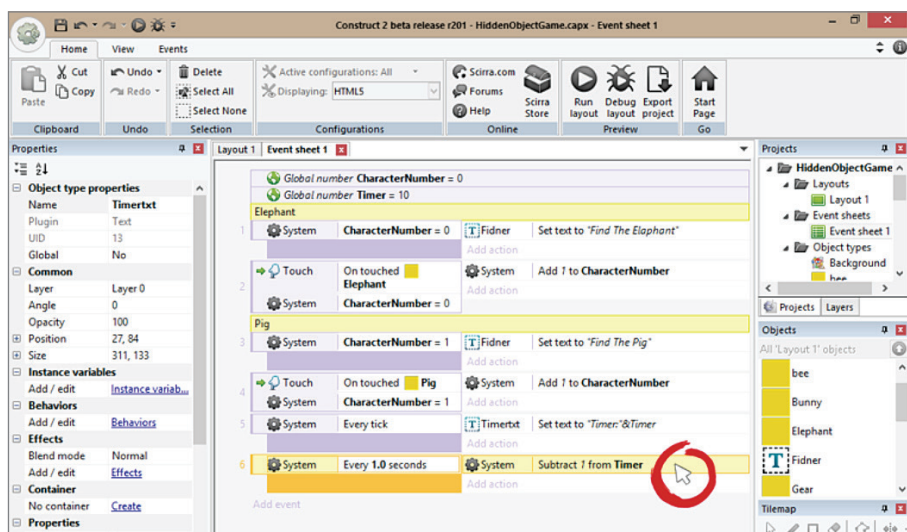 Construct 2 beta release r201 - HiddenObjectGame.capx - Event sheet 1
Home View Events
Paste
Cut
Copy
Clipboard
Undo
Redo
Undo
Delete
Select All
Select None
Selection
Active configurations: All
Displaying: HTML5
Configurations
Scirra.com
Forums
Help
Scirra Store
Online
Run layout
Debug layout
Export project
Preview
Start Page
Go
Properties
Object type properties
Name Timertxt
Plugin Text
UID 13
Global No
Common
Layer Layer 0
Angle 0
Opacity 100
Position 27, 84
Size 311, 133
Instance variables
Add / edit Instance variab...
Behaviors
Add / edit Behaviors
Effects
Blend mode Normal
Add / edit Effects
Container
No container Create
Properties
Layout 1 Event sheet 1
Global number CharacterNumber = 0
Global number Timer = 10
Elephant
1 System CharacterNumber = 0 T Fidner Set text to "Find The Elaphant"
Add action
2 Touch On touched Elephant System Add 1 to CharacterNumber
System CharacterNumber = 0 Add action
Pig
3 System CharacterNumber = 1 T Fidner Set text to "Find The Pig"
Add action
4 Touch On touched Pig System Add 1 to CharacterNumber
System CharacterNumber = 1 Add action
5 System Every tick T Timertxt Set text to "Timer:"&Timer
Add action
6 System Every 1.0 seconds System Subtract 1 from Timer
Add action
Add event
Projects
HiddenObjectGame
Layouts
Layout 1
Event sheets
Event sheet 1
Object types
Background
bee
Projects Layers
Objects
All 'Layout 1' objects
bee
Bunny
Elephant
T Fidner
Gear
Tilemap